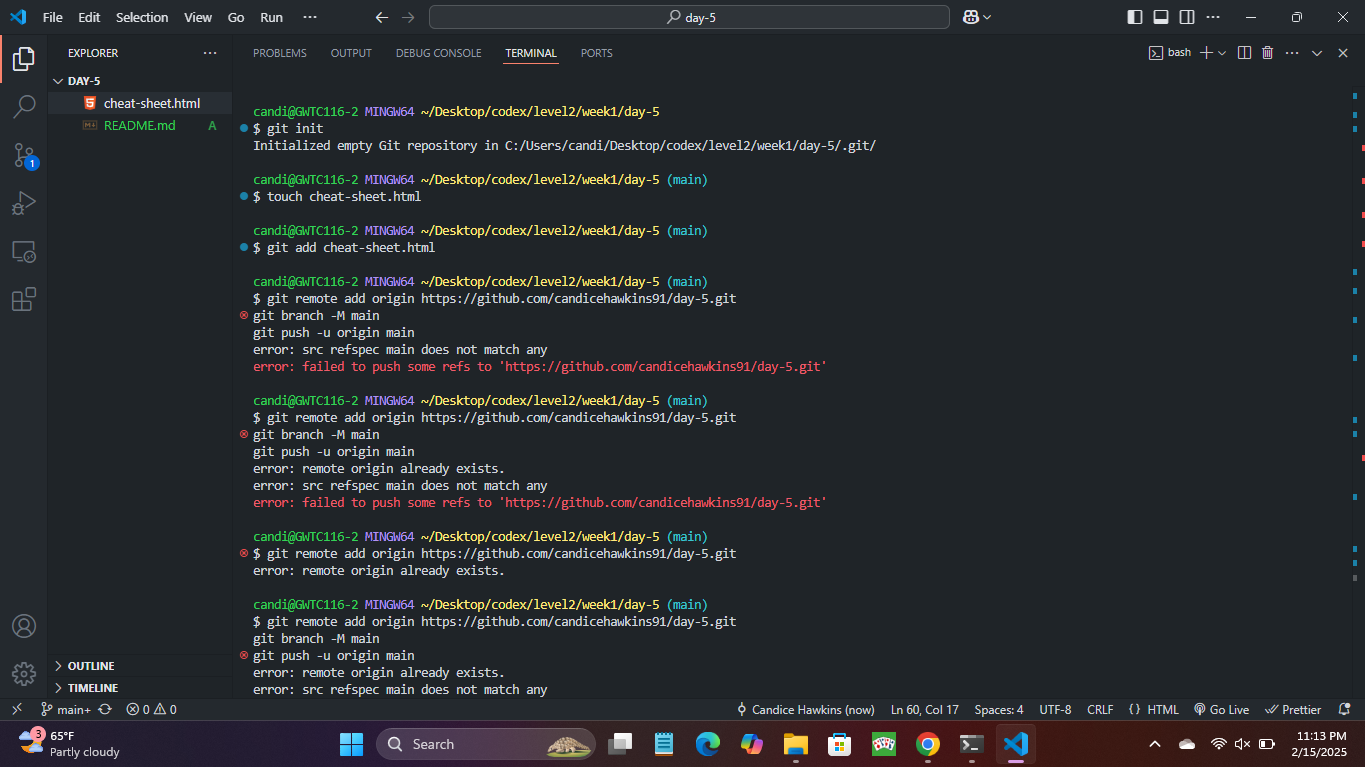 File Edit Selection View Go Run ···
day-5
EXPLORER ···
DAY-5
cheat-sheet.html
README.md A
1
PROBLEMS OUTPUT DEBUG CONSOLE TERMINAL PORTS
bash
candi@GWTC116-2 MINGW64 ~/Desktop/codex/level2/week1/day-5
$ git init
Initialized empty Git repository in C:/Users/candi/Desktop/codex/level2/week1/day-5/.git/
candi@GWTC116-2 MINGW64 ~/Desktop/codex/level2/week1/day-5 (main)
$ touch cheat-sheet.html
candi@GWTC116-2 MINGW64 ~/Desktop/codex/level2/week1/day-5 (main)
$ git add cheat-sheet.html
candi@GWTC116-2 MINGW64 ~/Desktop/codex/level2/week1/day-5 (main)
$ git remote add origin https://github.com/candicehawkins91/day-5.git
git branch -M main
git push -u origin main
error: src refspec main does not match any
error: failed to push some refs to 'https://github.com/candicehawkins91/day-5.git'
candi@GWTC116-2 MINGW64 ~/Desktop/codex/level2/week1/day-5 (main)
$ git remote add origin https://github.com/candicehawkins91/day-5.git
git branch -M main
git push -u origin main
error: remote origin already exists.
error: src refspec main does not match any
error: failed to push some refs to 'https://github.com/candicehawkins91/day-5.git'
candi@GWTC116-2 MINGW64 ~/Desktop/codex/level2/week1/day-5 (main)
$ git remote add origin https://github.com/candicehawkins91/day-5.git
error: remote origin already exists.
candi@GWTC116-2 MINGW64 ~/Desktop/codex/level2/week1/day-5 (main)
$ git remote add origin https://github.com/candicehawkins91/day-5.git
git branch -M main
git push -u origin main
error: remote origin already exists.
error: src refspec main does not match any
OUTLINE
TIMELINE
main+ 0 0 Candice Hawkins (now) Ln 60, Col 17 Spaces: 4 UTF-8 CRLF {} HTML Go Live Prettier
3
65°F
Partly cloudy
Search
11:13 PM
2/15/2025